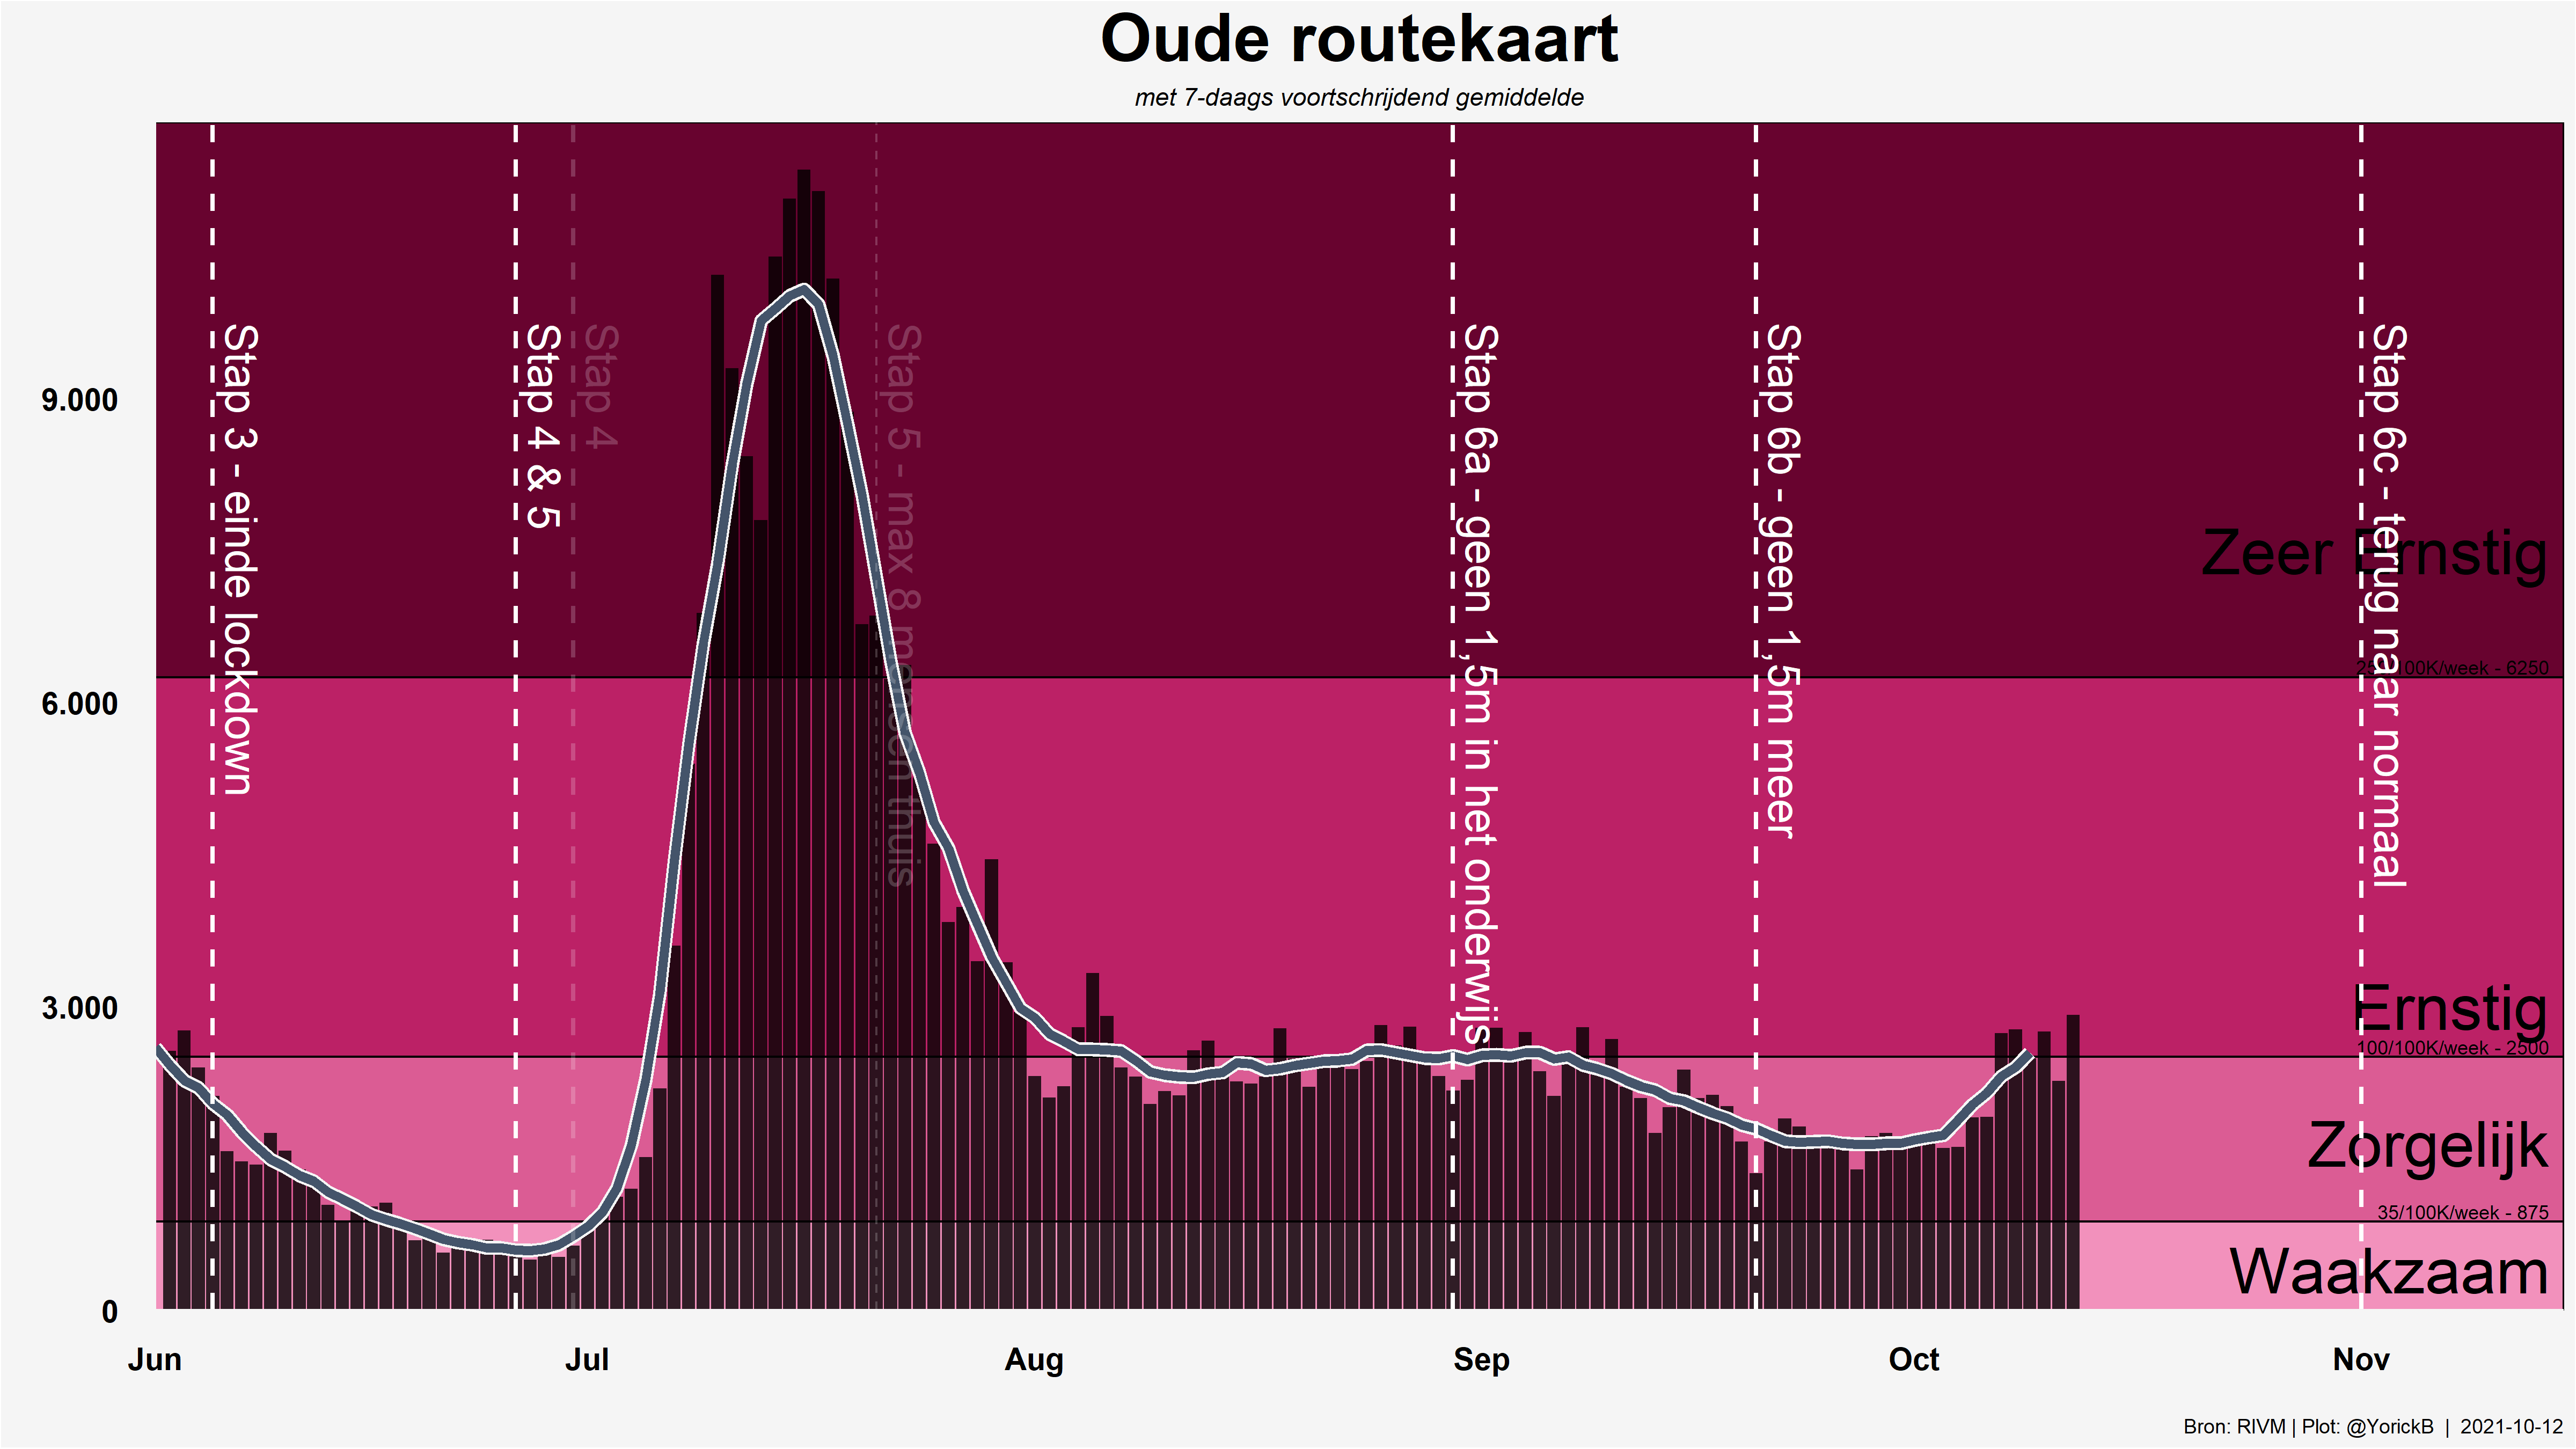 Oude routekaart
met 7-daags voortschrijdend gemiddelde
Stap 3 - einde lockdown
Stap 4 & 5
Stap 4
Stap 5 - max 8 mensen thuis
Stap 6a - geen 1,5m in het onderwijs
Stap 6b - geen 1,5m meer
Stap 6c - terug naar normaal
9.000
6.000
3.000
0
Zeer Ernstig
250/100K/week - 6250
Ernstig
100/100K/week - 2500
Zorgelijk
35/100K/week - 875
Waakzaam
Jun
Jul
Aug
Sep
Oct
Nov
Bron: RIVM | Plot: @YorickB | 2021-10-12